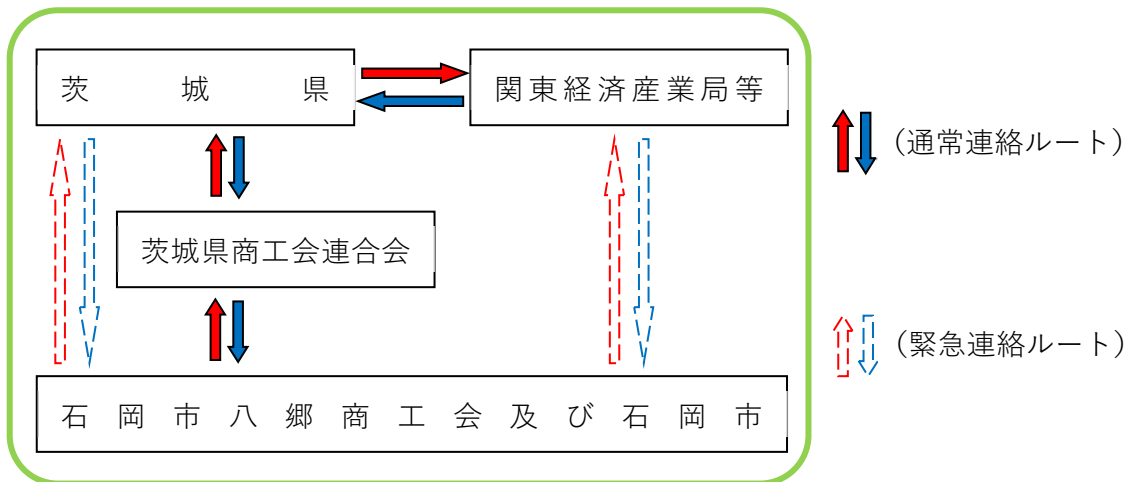 茨城県
関東経済産業局等
(通常連絡ルート)
茨城県商工会連合会
(緊急連絡ルート)
石岡市八郷商工会及び石岡市